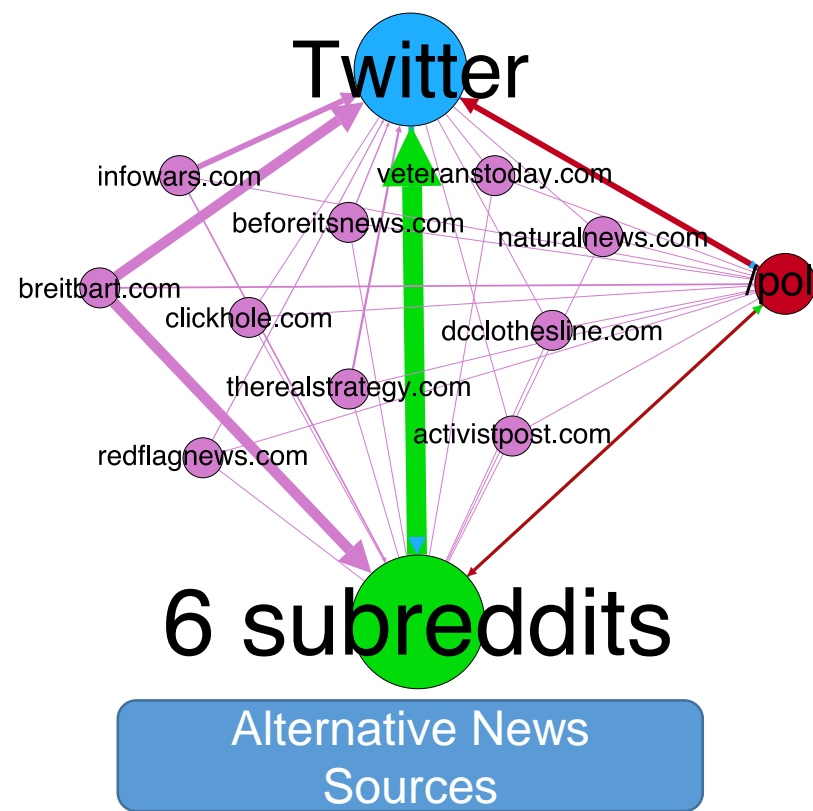 Twitter
infowars.com
veteranstoday.com
beforeitsnews.com
naturalnews.com
breitbart.com
/pol
clickhole.com
dcclothesline.com
therealstrategy.com
activistpost.com
redflagnews.com
6 subreddits
Alternative News
Sources